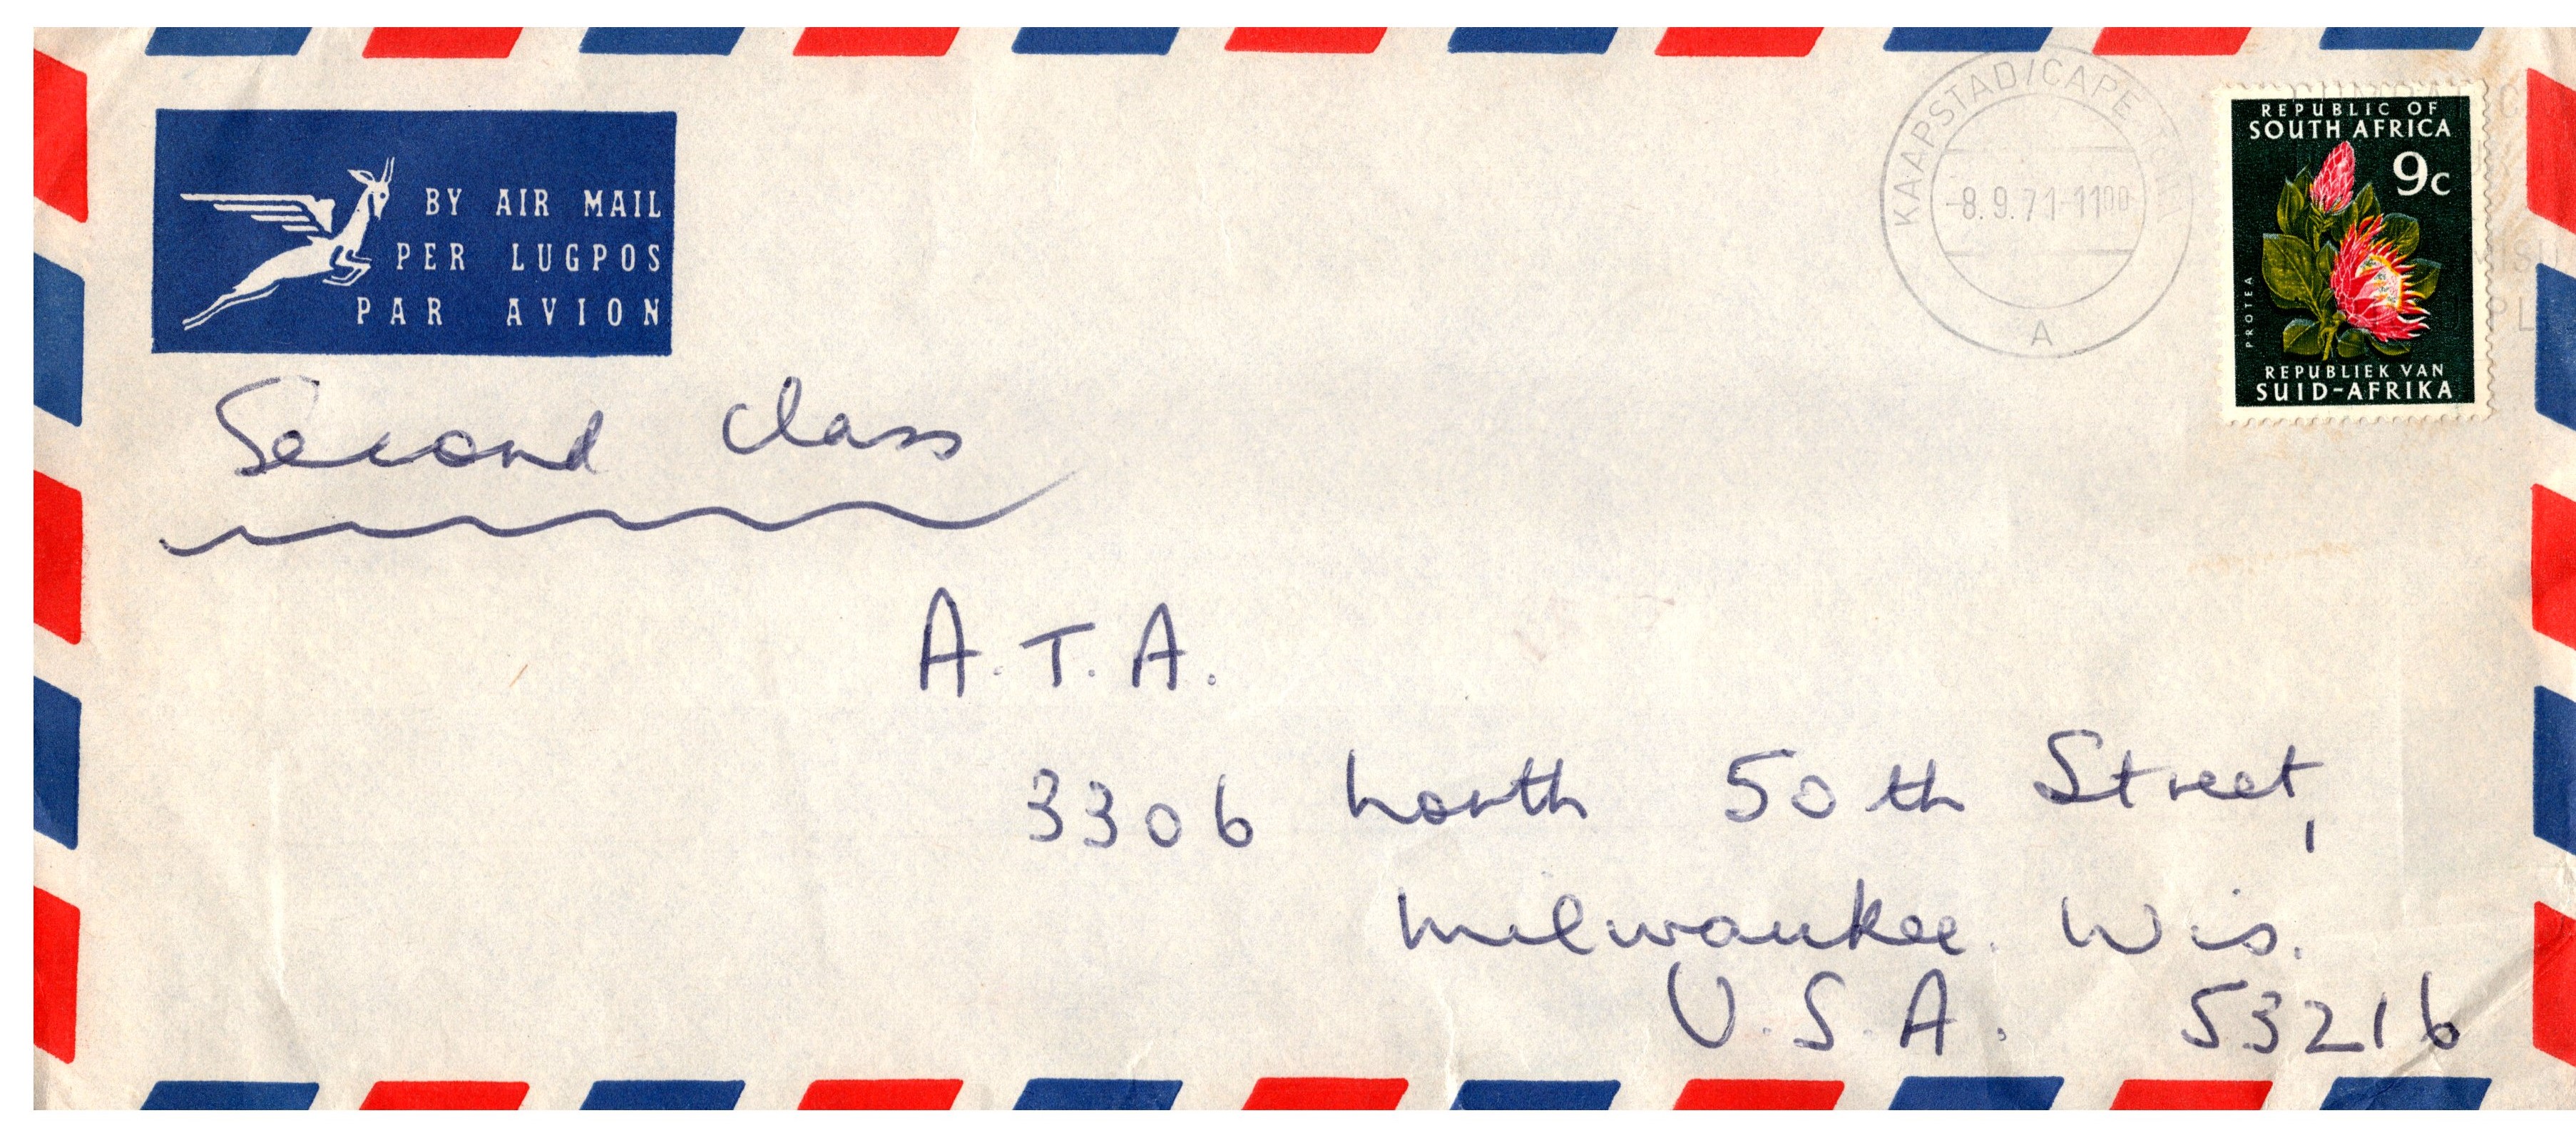 KAAPSTAD/CAPE TOWN
-8.9.71-1100
A
REPUBLIC OF
SOUTH AFRICA
9c
PROTEA
REPUBLIEK VAN
SUID-AFRIKA
BY AIR MAIL
PER LUGPOS
PAR AVION
Second Class
A.T.A.
3306 North 50th Street,
Milwaukee. Wis.
U.S.A. 53216